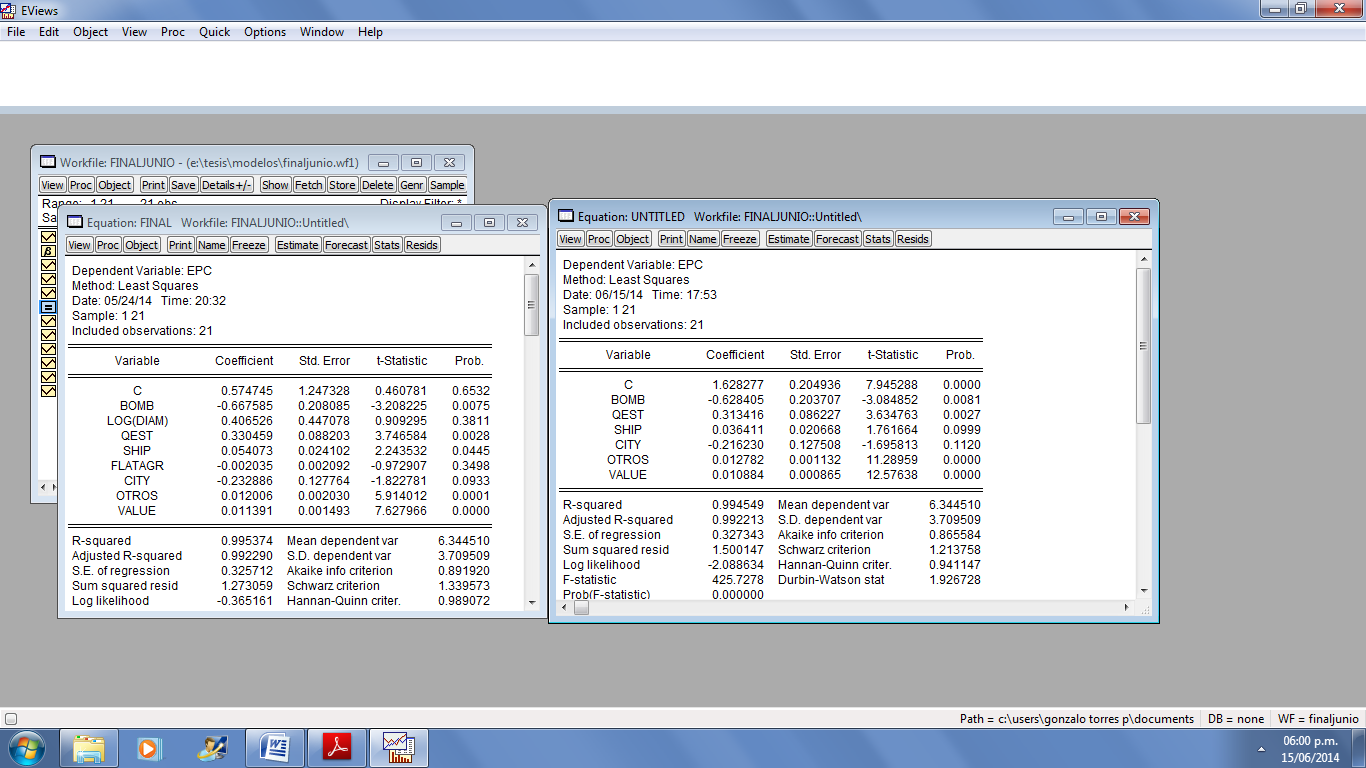 EViews
File Edit Object View Proc Quick Options Window Help
Workfile: FINALJUNIO - (e:\tesis\modelos\finaljunio.wf1)
View Proc Object Print Save Details+/- Show Fetch Store Delete Genr Sample
Range: 1 21 21 obs Display Filter: *
Sa
Equation: FINAL Workfile: FINALJUNIO::Untitled\
View Proc Object Print Name Freeze Estimate Forecast Stats Resids
Dependent Variable: EPC
Method: Least Squares
Date: 05/24/14 Time: 20:32
Sample: 1 21
Included observations: 21
Variable Coefficient Std. Error t-Statistic Prob.
C 0.574745 1.247328 0.460781 0.6532
BOMB -0.667585 0.208085 -3.208225 0.0075
LOG(DIAM) 0.406526 0.447078 0.909295 0.3811
QEST 0.330459 0.088203 3.746584 0.0028
SHIP 0.054073 0.024102 2.243532 0.0445
FLATAGR -0.002035 0.002092 -0.972907 0.3498
CITY -0.232886 0.127764 -1.822781 0.0933
OTROS 0.012006 0.002030 5.914012 0.0001
VALUE 0.011391 0.001493 7.627966 0.0000
R-squared 0.995374 Mean dependent var 6.344510
Adjusted R-squared 0.992290 S.D. dependent var 3.709509
S.E. of regression 0.325712 Akaike info criterion 0.891920
Sum squared resid 1.273059 Schwarz criterion 1.339573
Log likelihood -0.365161 Hannan-Quinn criter. 0.989072
Equation: UNTITLED Workfile: FINALJUNIO::Untitled\
View Proc Object Print Name Freeze Estimate Forecast Stats Resids
Dependent Variable: EPC
Method: Least Squares
Date: 06/15/14 Time: 17:53
Sample: 1 21
Included observations: 21
Variable Coefficient Std. Error t-Statistic Prob.
C 1.628277 0.204936 7.945288 0.0000
BOMB -0.628405 0.203707 -3.084852 0.0081
QEST 0.313416 0.086227 3.634763 0.0027
SHIP 0.036411 0.020668 1.761664 0.0999
CITY -0.216230 0.127508 -1.695813 0.1120
OTROS 0.012782 0.001132 11.28959 0.0000
VALUE 0.010884 0.000865 12.57638 0.0000
R-squared 0.994549 Mean dependent var 6.344510
Adjusted R-squared 0.992213 S.D. dependent var 3.709509
S.E. of regression 0.327343 Akaike info criterion 0.865584
Sum squared resid 1.500147 Schwarz criterion 1.213758
Log likelihood -2.088634 Hannan-Quinn criter. 0.941147
F-statistic 425.7278 Durbin-Watson stat 1.926728
Prob(F-statistic) 0.000000
Path = c:\users\gonzalo torres p\documents DB = none WF = finaljunio
06:00 p.m.
15/06/2014